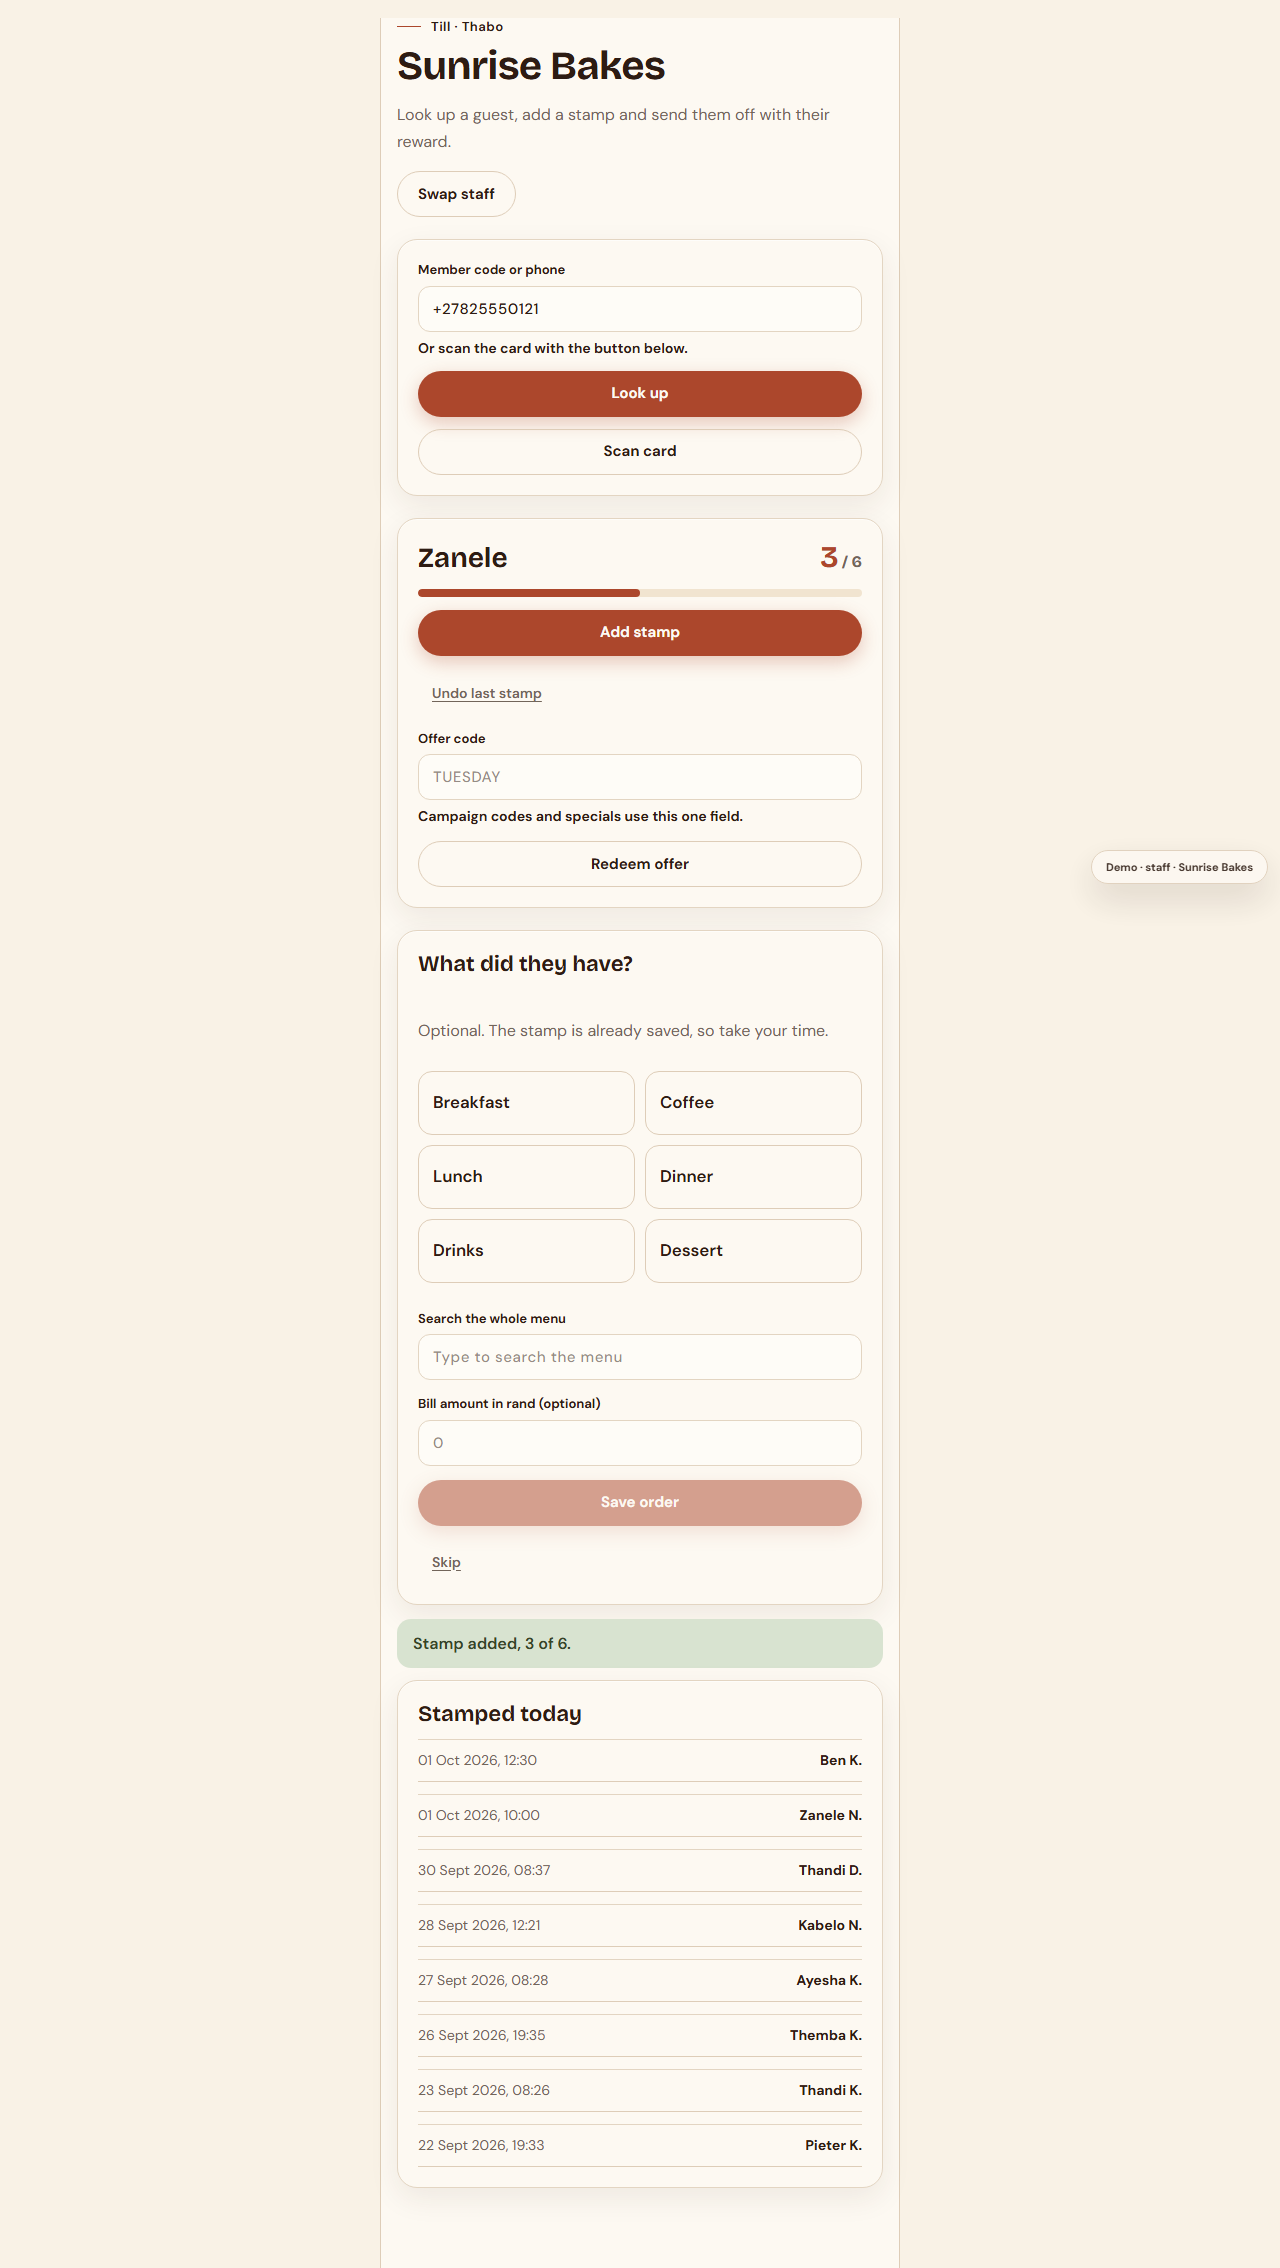 Till · Thabo
Sunrise Bakes
Look up a guest, add a stamp and send them off with their
reward.
Swap staff
Member code or phone
+27825550121
Or scan the card with the button below.
Look up
Scan card
Zanele
3 / 6
Add stamp
Undo last stamp
Offer code
TUESDAY
Campaign codes and specials use this one field.
Redeem offer
Demo · staff · Sunrise Bakes
What did they have?
Optional. The stamp is already saved, so take your time.
Breakfast
Coffee
Lunch
Dinner
Drinks
Dessert
Search the whole menu
Type to search the menu
Bill amount in rand (optional)
0
Save order
Skip
Stamp added, 3 of 6.
Stamped today
01 Oct 2026, 12:30 Ben K.
01 Oct 2026, 10:00 Zanele N.
30 Sept 2026, 08:37 Thandi D.
28 Sept 2026, 12:21 Kabelo N.
27 Sept 2026, 08:28 Ayesha K.
26 Sept 2026, 19:35 Themba K.
23 Sept 2026, 08:26 Thandi K.
22 Sept 2026, 19:33 Pieter K.